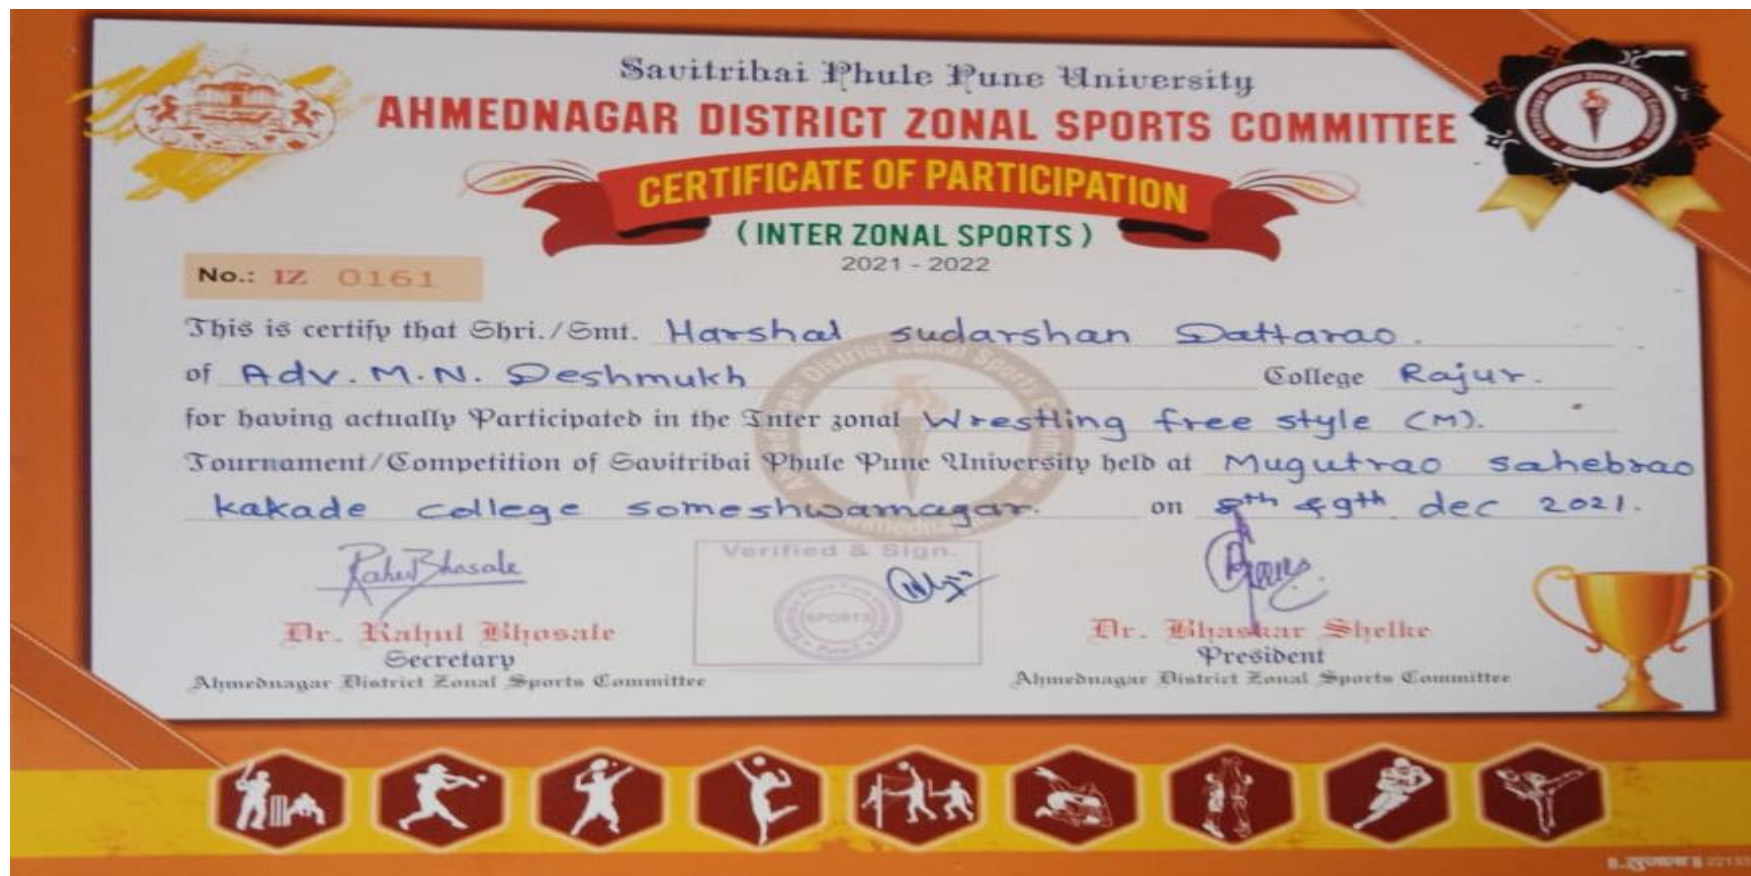 Savitribai Phule Pune University
AHMEDNAGAR DISTRICT ZONAL SPORTS COMMITTEE
CERTIFICATE OF PARTICIPATION
( INTER ZONAL SPORTS )
2021 - 2022
No.: IZ 0161
This is certify that Shri./Smt. Harshal sudarshan Dattarao.
of Adv. M. N. Deshmukh College Rajur.
for having actually Participated in the Inter zonal Wrestling free style (M).
Tournament/Competition of Savitribai Phule Pune University held at Mugutrao sahebrao
kakade college someshwarnagar. on 8th & 9th dec 2021.
Rahul Bhosale
Verified & Sign.
SPORTS
Dr. Rahul Bhosale
Secretary
Ahmednagar District Zonal Sports Committee
Dr. Bhaskar Shelke
President
Ahmednagar District Zonal Sports Committee